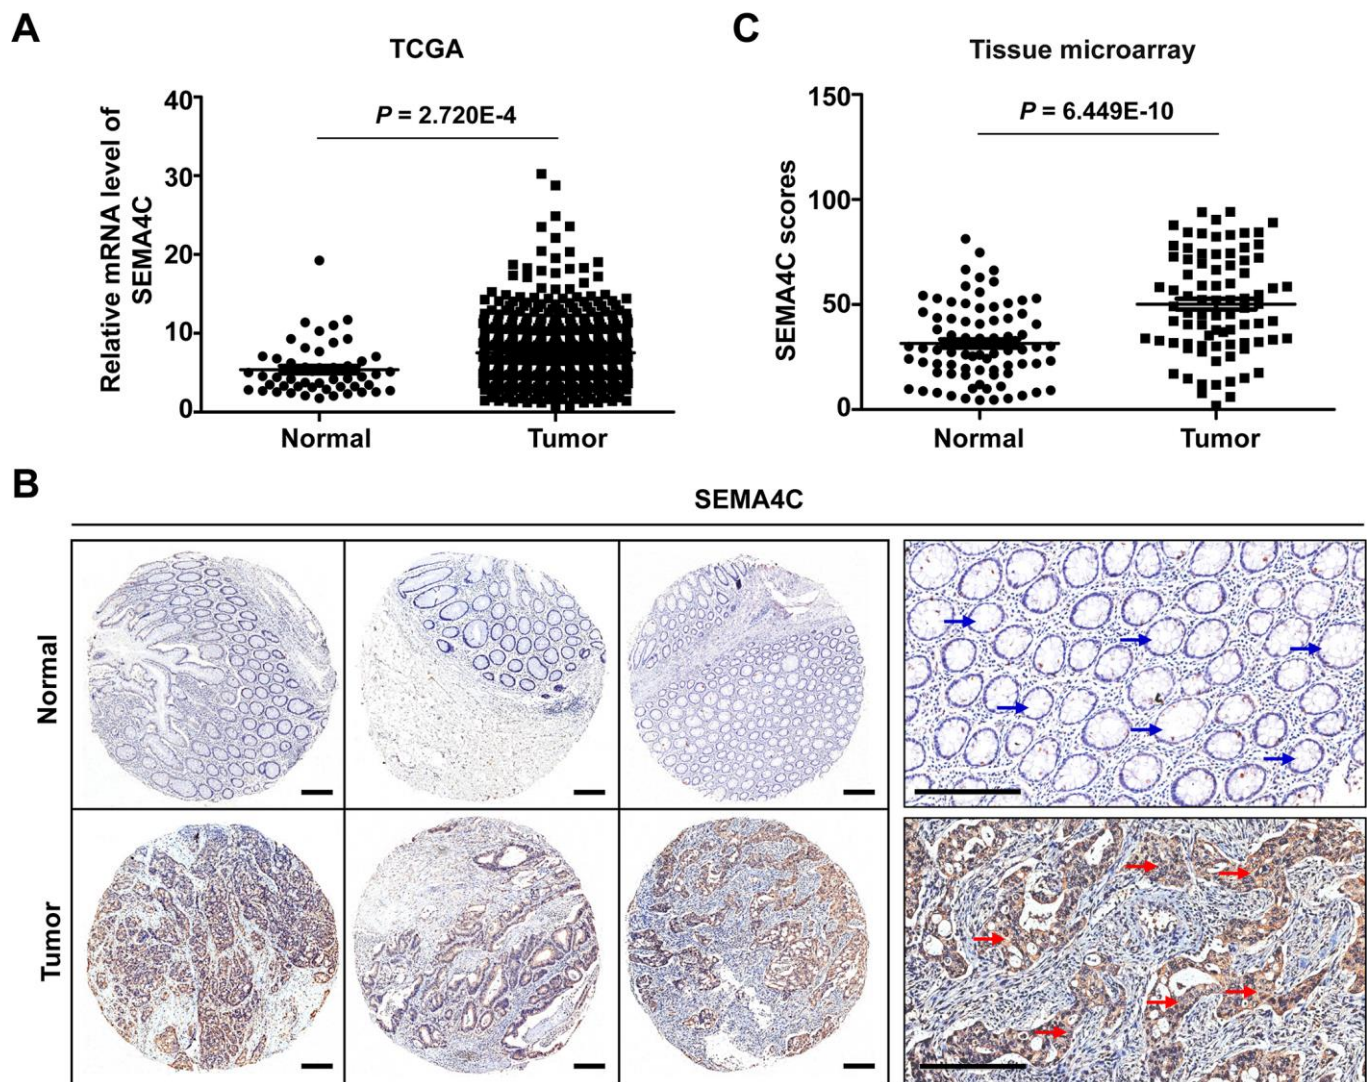 A
TCGA
Relative mRNA level of
SEMA4C
P = 2.720E-4
40
30
20
10
0
Normal
Tumor
C
Tissue microarray
SEMA4C scores
P = 6.449E-10
150
100
50
0
Normal
Tumor
B
SEMA4C
Normal
Tumor